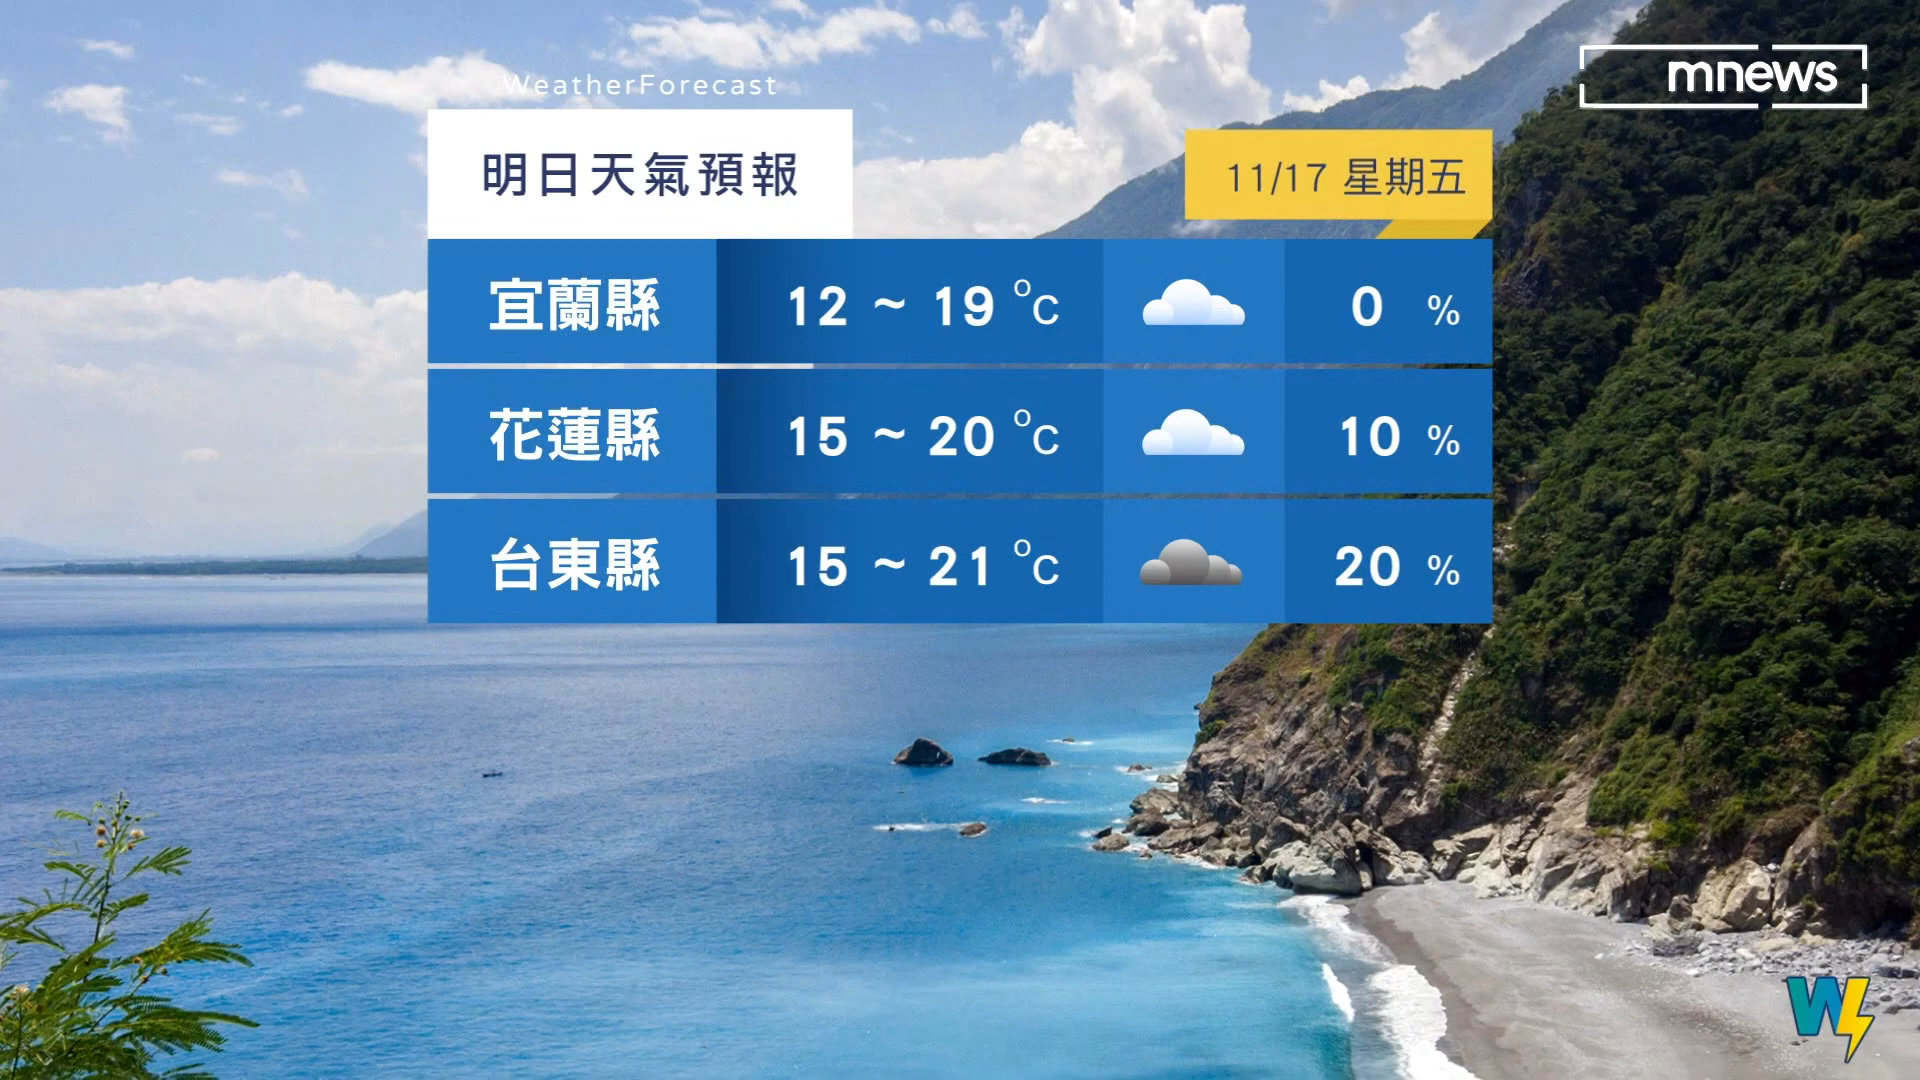 mnews
WeatherForecast
明日天氣預報
11/17 星期五
宜蘭縣 12 ~ 19 °C 0 %
花蓮縣 15 ~ 20 °C 10 %
台東縣 15 ~ 21 °C 20 %
W